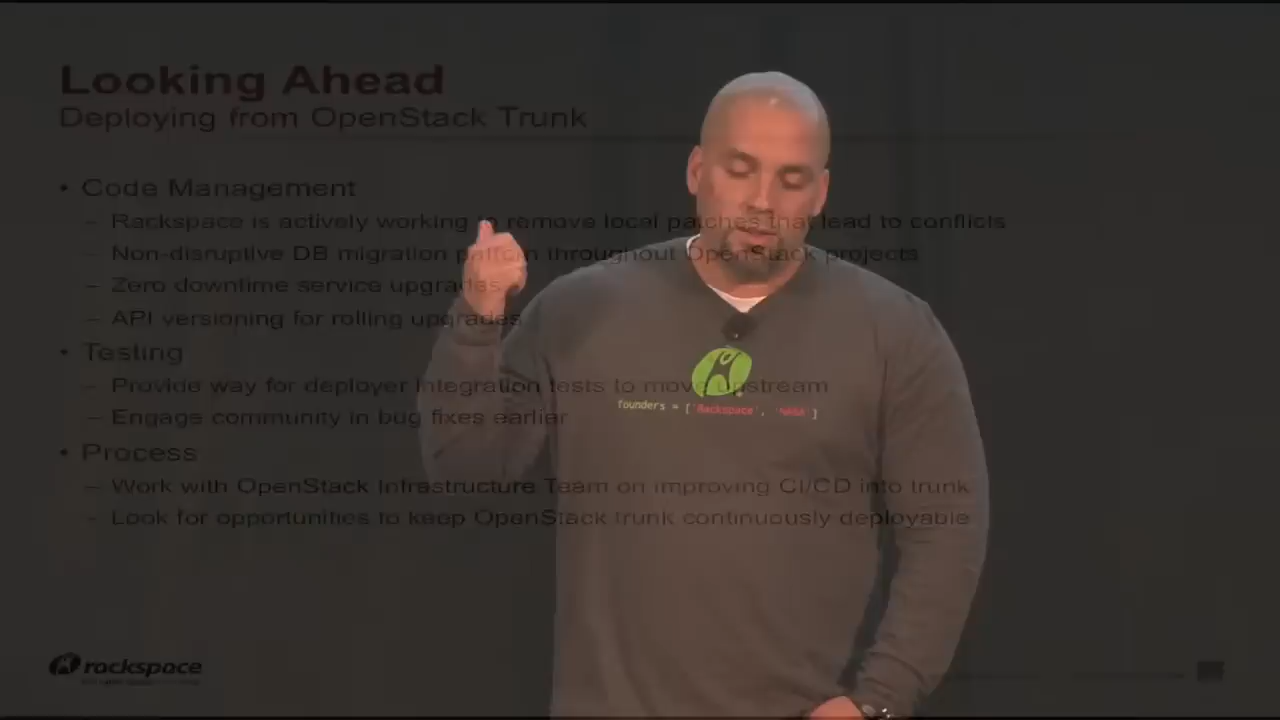 Looking Ahead
Deploying from OpenStack Trunk
• Code Management
– Rackspace is actively working to remove local patches that lead to conflicts
– Non-disruptive DB migration pattern throughout OpenStack projects
– Zero downtime service upgrades
– API versioning for rolling upgrades
• Testing
– Provide way for deployer integration tests to move upstream
– Engage community in bug fixes earlier
founders = ['Rackspace', 'NASA']
• Process
– Work with OpenStack Infrastructure Team on improving CI/CD into trunk
– Look for opportunities to keep OpenStack trunk continuously deployable
rackspace